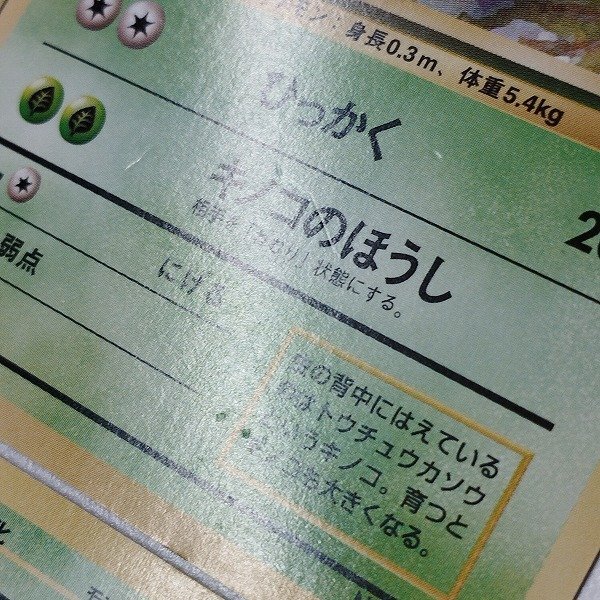 モン 身長0.3m、体重5.4kg
ひっかく
20
キノコのほうし
相手を「ねむり」状態にする。
弱点
にげる
の背中にはえている
はトウチュウカソウ
というキノコ。育つと
キノコも大きくなる。